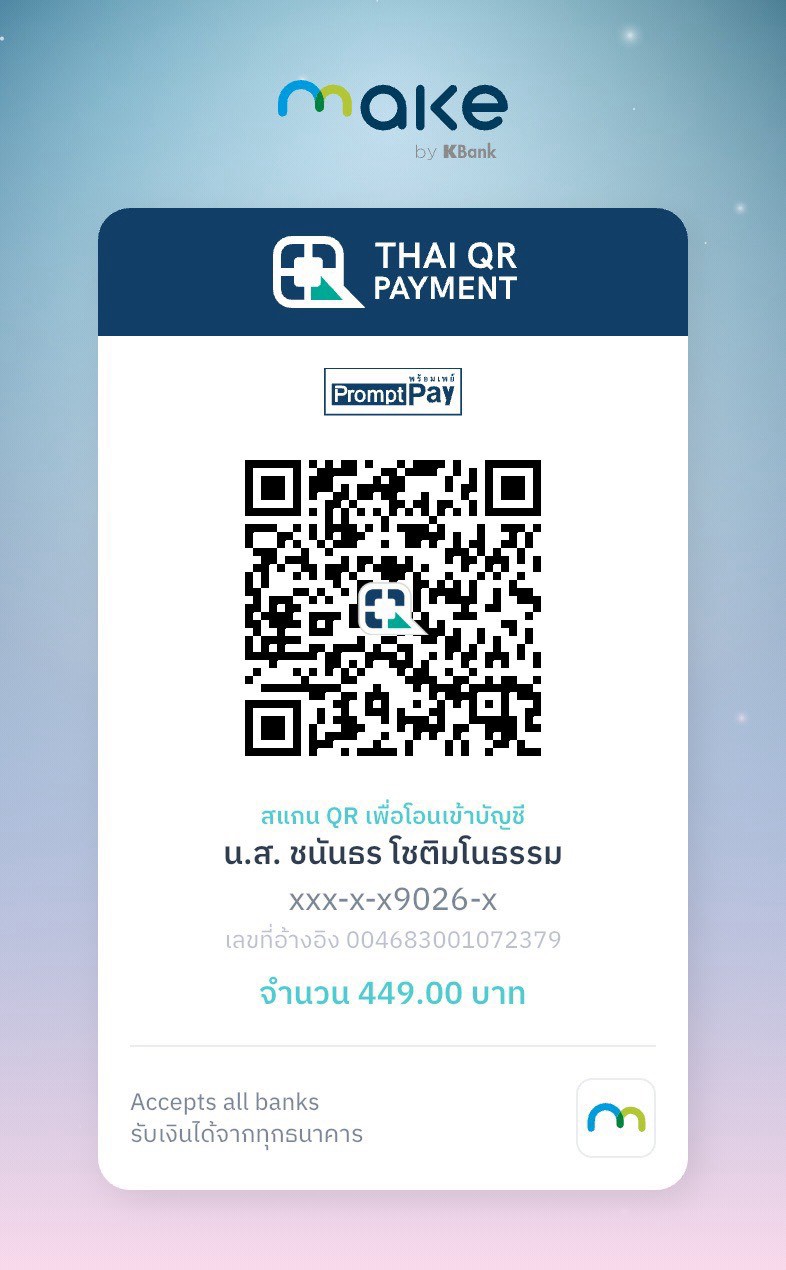 make
by KBank
THAI QR
PAYMENT
พร้อมเพย์
PromptPay
สแกน QR เพื่อโอนเข้าบัญชี
น.ส. ชนันธร โชติมโนธรรม
xxx-x-x9026-x
เลขที่อ้างอิง 004683001072379
จำนวน 449.00 บาท
Accepts all banks
รับเงินได้จากทุกธนาคาร